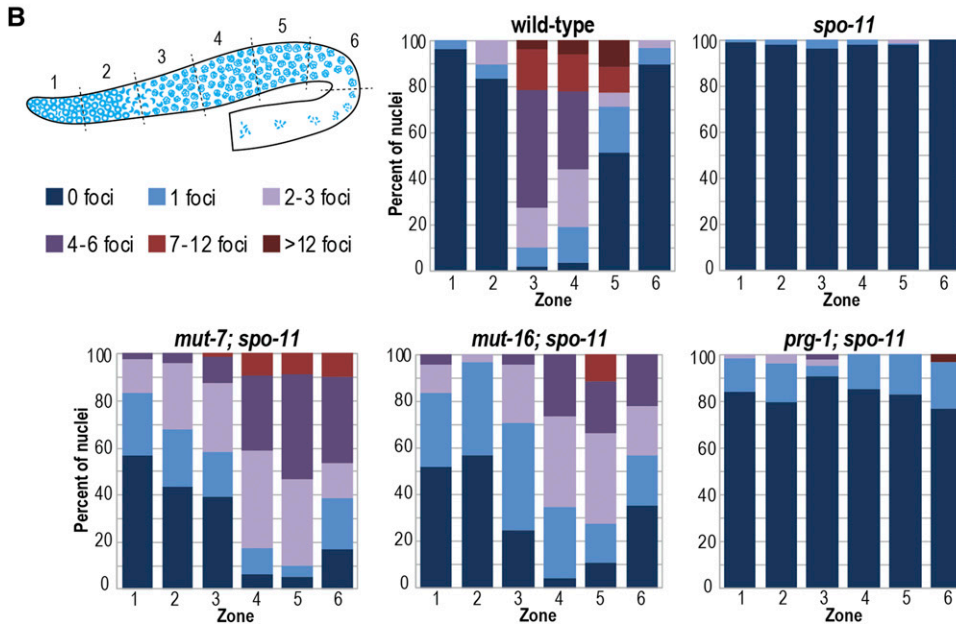 B
1 2 3 4 5 6
0 foci 1 foci 2-3 foci
4-6 foci 7-12 foci >12 foci
wild-type
Percent of nuclei
100
80
60
40
20
0
1 2 3 4 5 6
Zone
spo-11
100
80
60
40
20
0
1 2 3 4 5 6
Zone
mut-7; spo-11
Percent of nuclei
100
80
60
40
20
0
1 2 3 4 5 6
Zone
mut-16; spo-11
100
80
60
40
20
0
1 2 3 4 5 6
Zone
prg-1; spo-11
100
80
60
40
20
0
1 2 3 4 5 6
Zone